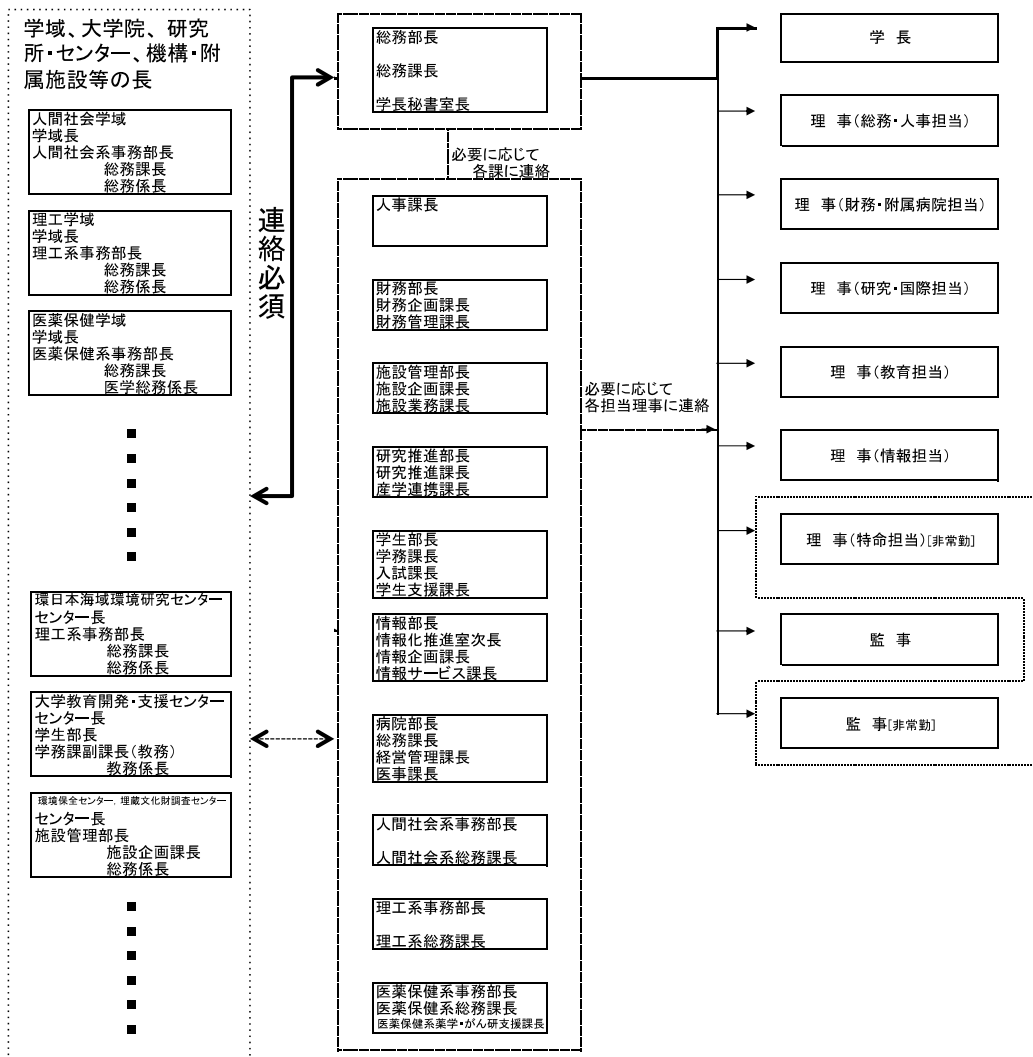 学域、大学院、研究
所・センター、機構・附
属施設等の長
人間社会学域
学域長
人間社会系事務部長
総務課長
総務係長
理工学域
学域長
理工系事務部長
総務課長
総務係長
医薬保健学域
学域長
医薬保健系事務部長
総務課長
医学総務係長
環日本海域環境研究センター
センター長
理工系事務部長
総務課長
総務係長
大学教育開発・支援センター
センター長
学生部長
学務課副課長(教務)
教務係長
環境保全センター, 埋蔵文化財調査センター
センター長
施設管理部長
施設企画課長
総務係長
連絡必須
総務部長
総務課長
学長秘書室長
必要に応じて
各課に連絡
人事課長
財務部長
財務企画課長
財務管理課長
施設管理部長
施設企画課長
施設業務課長
研究推進部長
研究推進課長
産学連携課長
学生部長
学務課長
入試課長
学生支援課長
情報部長
情報化推進室次長
情報企画課長
情報サービス課長
病院部長
総務課長
経営管理課長
医事課長
人間社会系事務部長
人間社会系総務課長
理工系事務部長
理工系総務課長
医薬保健系事務部長
医薬保健系総務課長
医薬保健系薬学・がん研支援課長
必要に応じて
各担当理事に連絡
学 長
理 事(総務・人事担当)
理 事(財務・附属病院担当)
理 事(研究・国際担当)
理 事(教育担当)
理 事(情報担当)
理 事(特命担当)[非常勤]
監 事
監 事[非常勤]